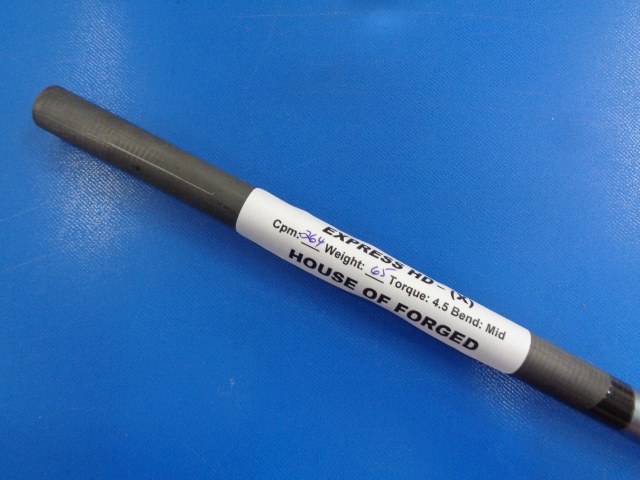 EXPRESS HD - (X)
Cpm: 264 Weight: 65 Torque: 4.5 Bend: Mid
HOUSE OF FORGED